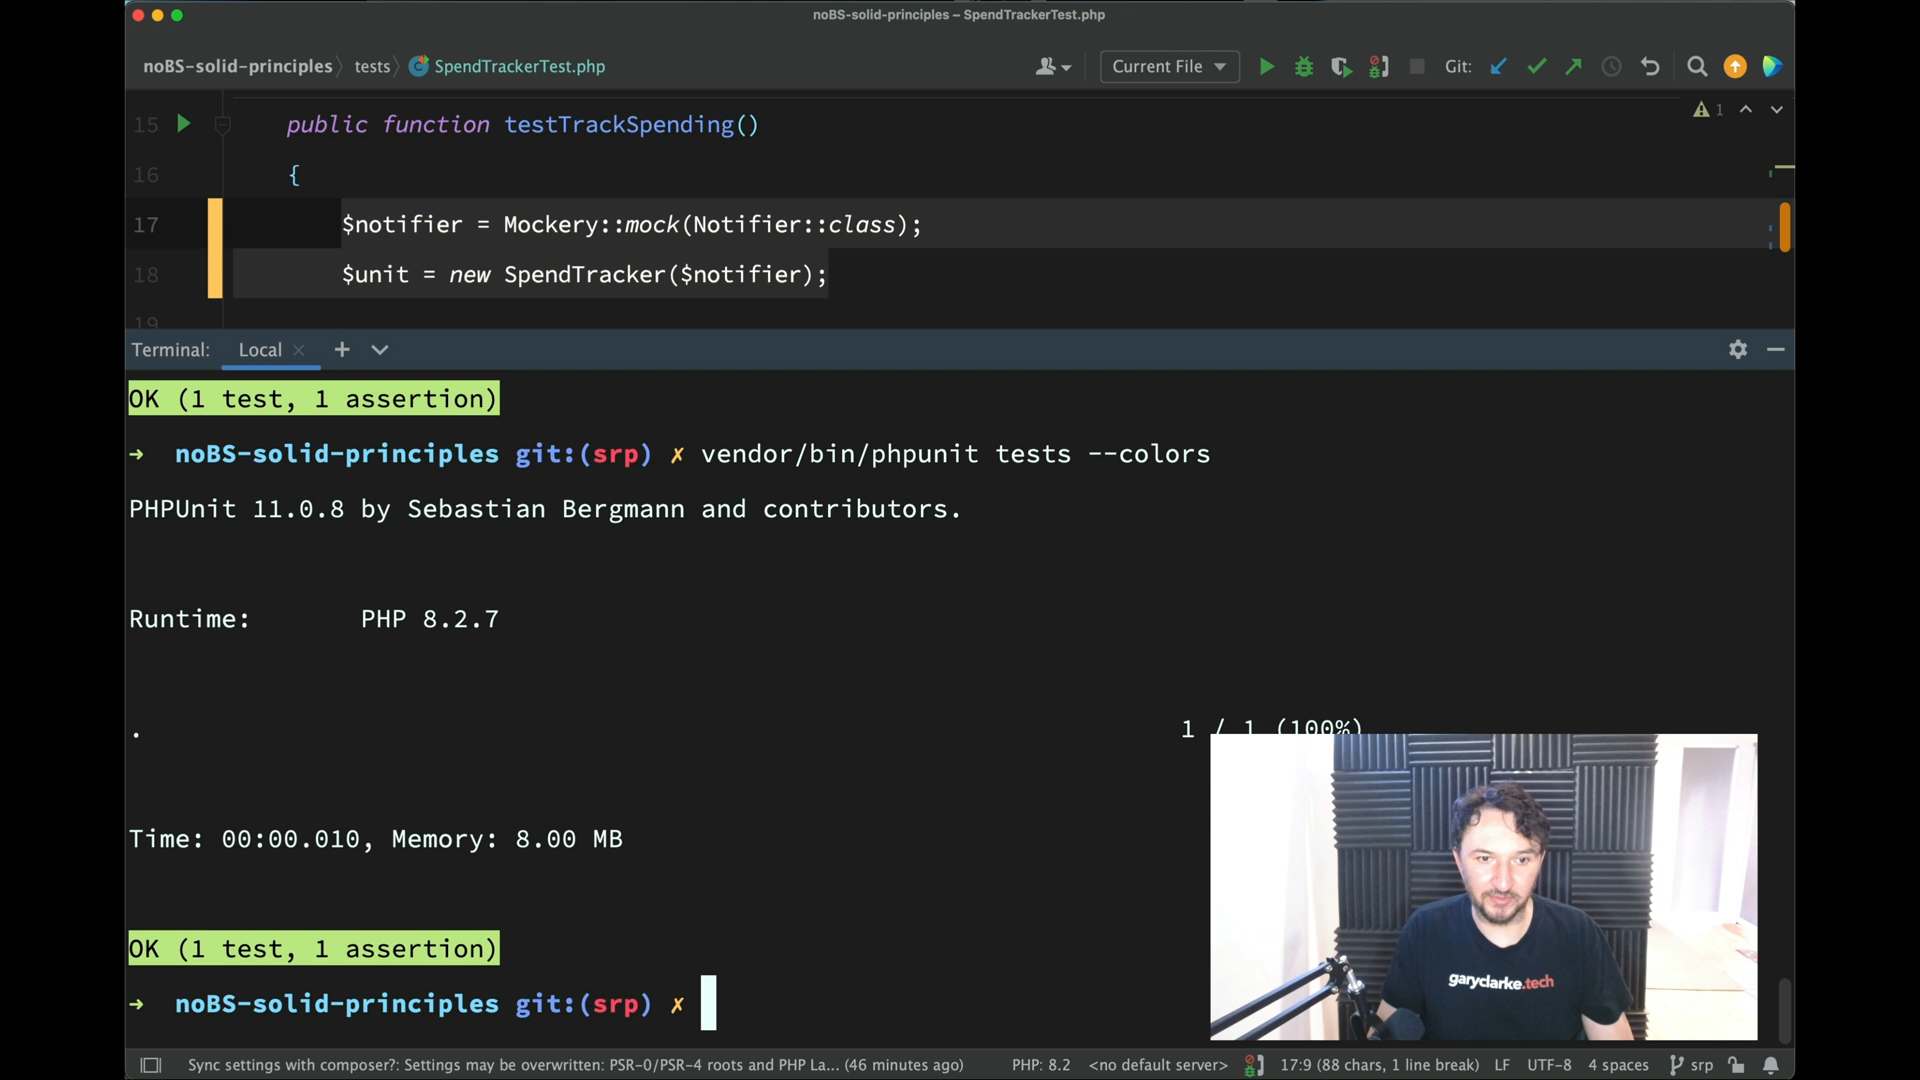 noBS-solid-principles – SpendTrackerTest.php
noBS-solid-principles tests SpendTrackerTest.php Current File Git:
15 public function testTrackSpending() 1
16 {
17 $notifier = Mockery::mock(Notifier::class);
18 $unit = new SpendTracker($notifier);
19
Terminal: Local
OK (1 test, 1 assertion)
→ noBS-solid-principles git:(srp) ✗ vendor/bin/phpunit tests --colors
PHPUnit 11.0.8 by Sebastian Bergmann and contributors.
Runtime: PHP 8.2.7
. 1 / 1 (100%)
Time: 00:00.010, Memory: 8.00 MB
OK (1 test, 1 assertion)
→ noBS-solid-principles git:(srp) ✗
garyclarke.tech
Sync settings with composer?: Settings may be overwritten: PSR-0/PSR-4 roots and PHP La... (46 minutes ago) PHP: 8.2 <no default server> 17:9 (88 chars, 1 line break) LF UTF-8 4 spaces srp